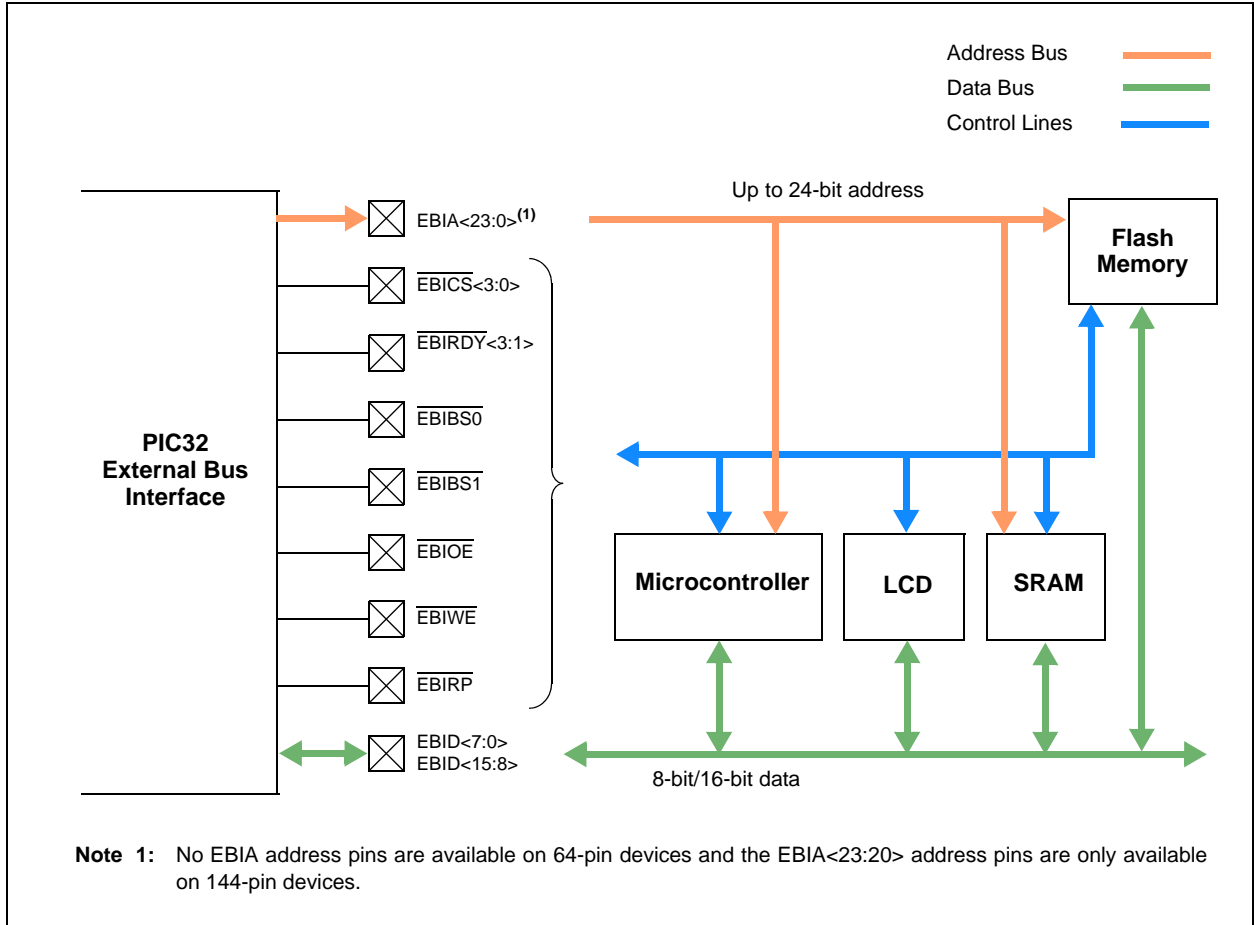 Address Bus
Data Bus
Control Lines
Up to 24-bit address
EBIA<23:0>(1)
Flash
Memory
EBICS<3:0>
EBIRDY<3:1>
EBIBS0
PIC32
External Bus
Interface
EBIBS1
EBIOE
Microcontroller
LCD
SRAM
EBIWE
EBIRP
EBID<7:0>
EBID<15:8>
8-bit/16-bit data
Note 1: No EBIA address pins are available on 64-pin devices and the EBIA<23:20> address pins are only available
on 144-pin devices.